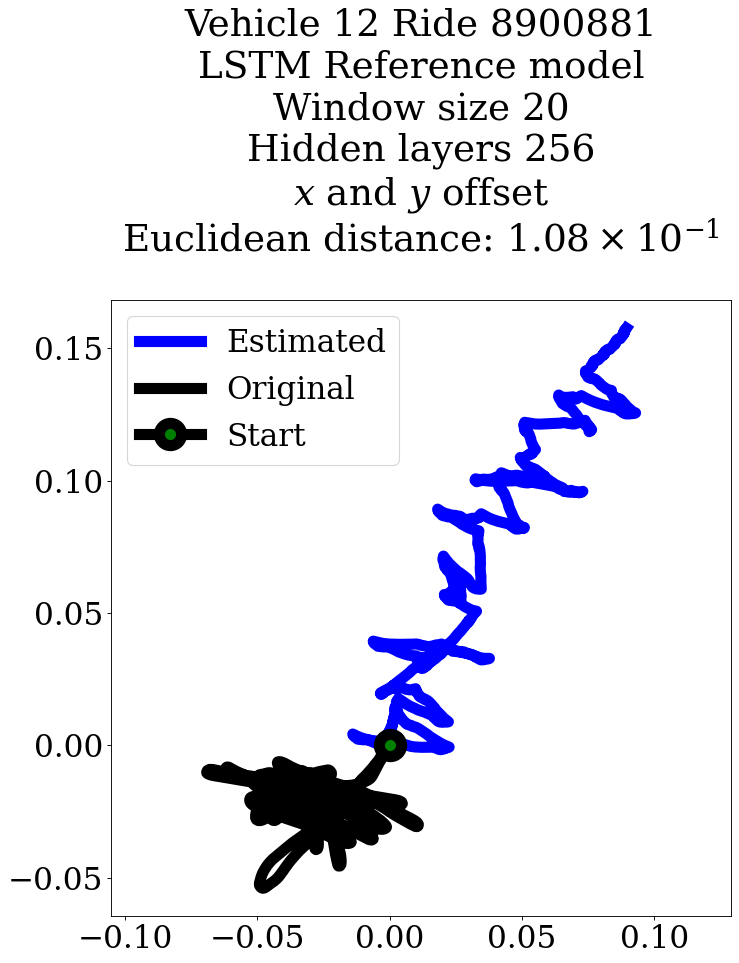 Vehicle 12 Ride 8900881
LSTM Reference model
Window size 20
Hidden layers 256
x and y offset
Euclidean distance: 1.08 × 10⁻¹
Estimated
Original
Start
0.15
0.10
0.05
0.00
−0.05
−0.10 −0.05 0.00 0.05 0.10